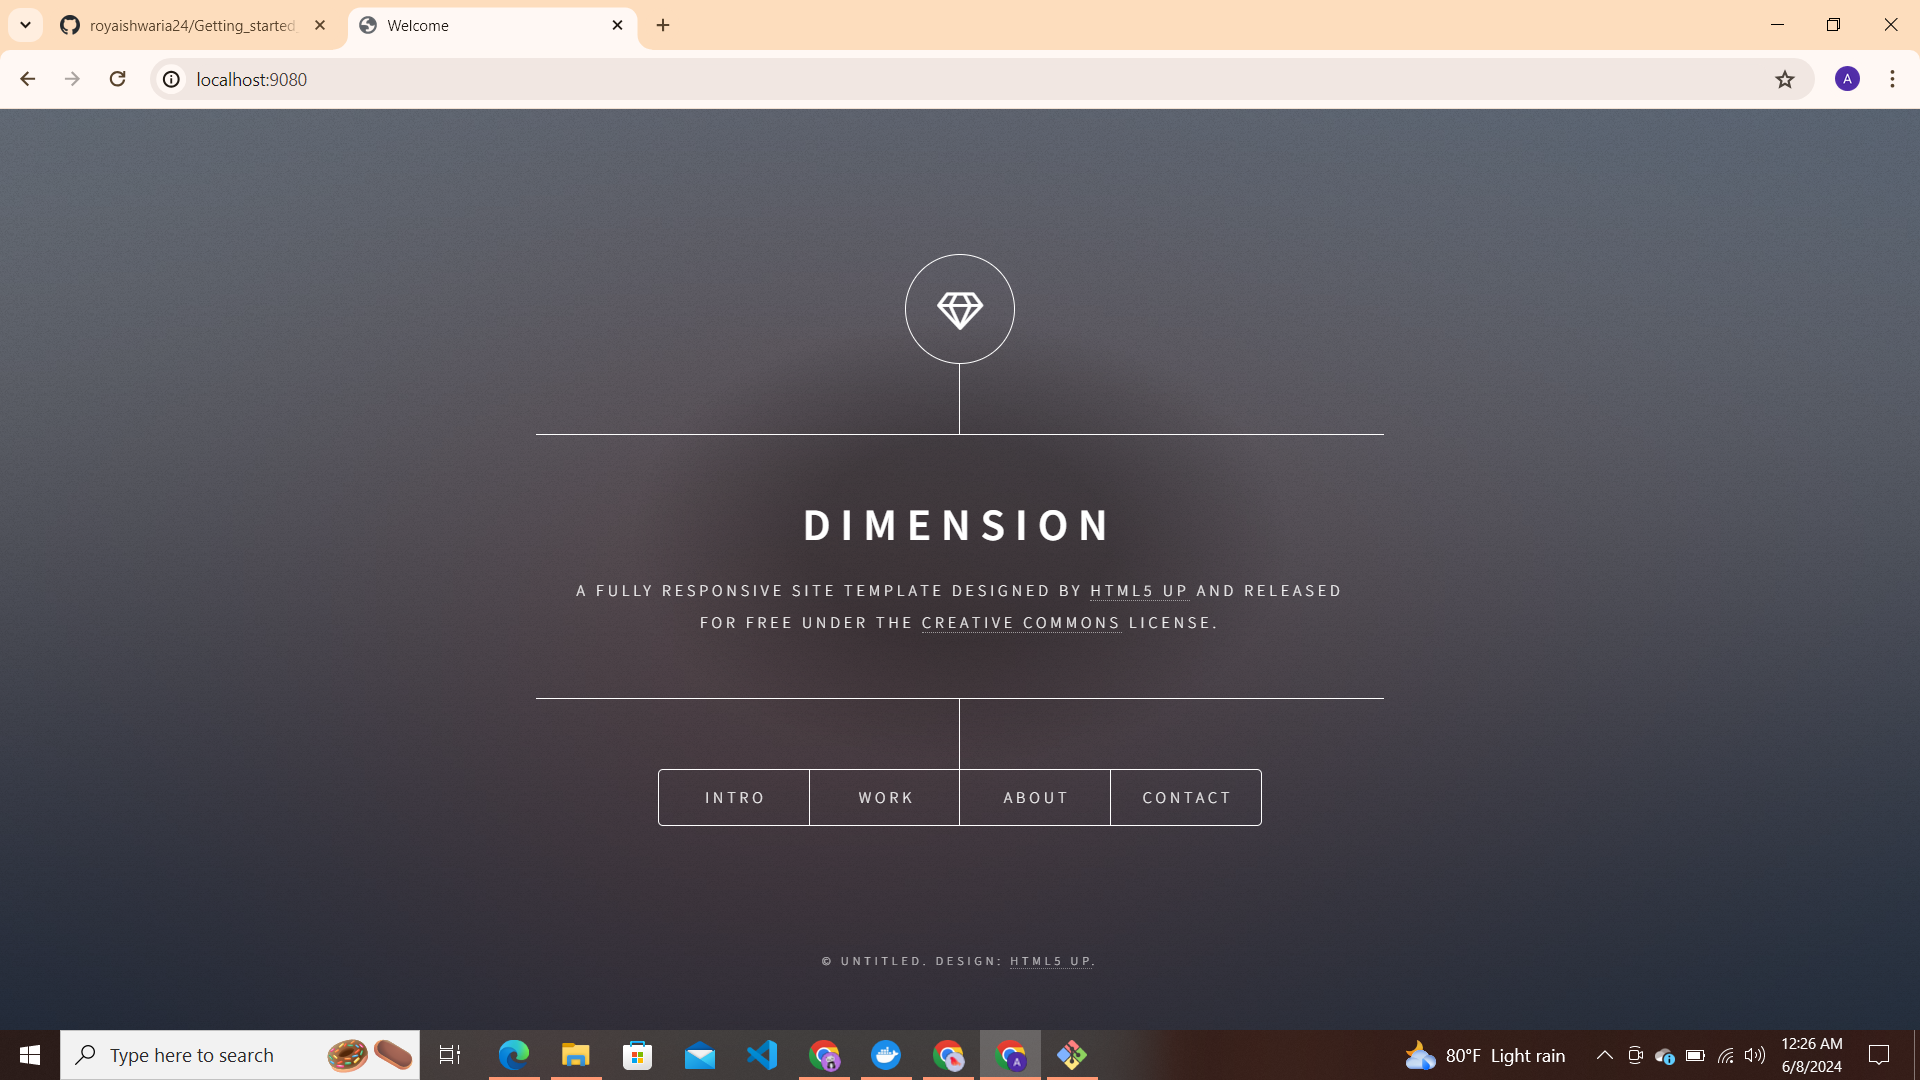 royaishwaria24/Getting_started_
Welcome
localhost:9080
A
DIMENSION
A FULLY RESPONSIVE SITE TEMPLATE DESIGNED BY HTML5 UP AND RELEASED
FOR FREE UNDER THE CREATIVE COMMONS LICENSE.
INTRO
WORK
ABOUT
CONTACT
© UNTITLED. DESIGN: HTML5 UP.
Type here to search
A
80°F Light rain
12:26 AM
6/8/2024